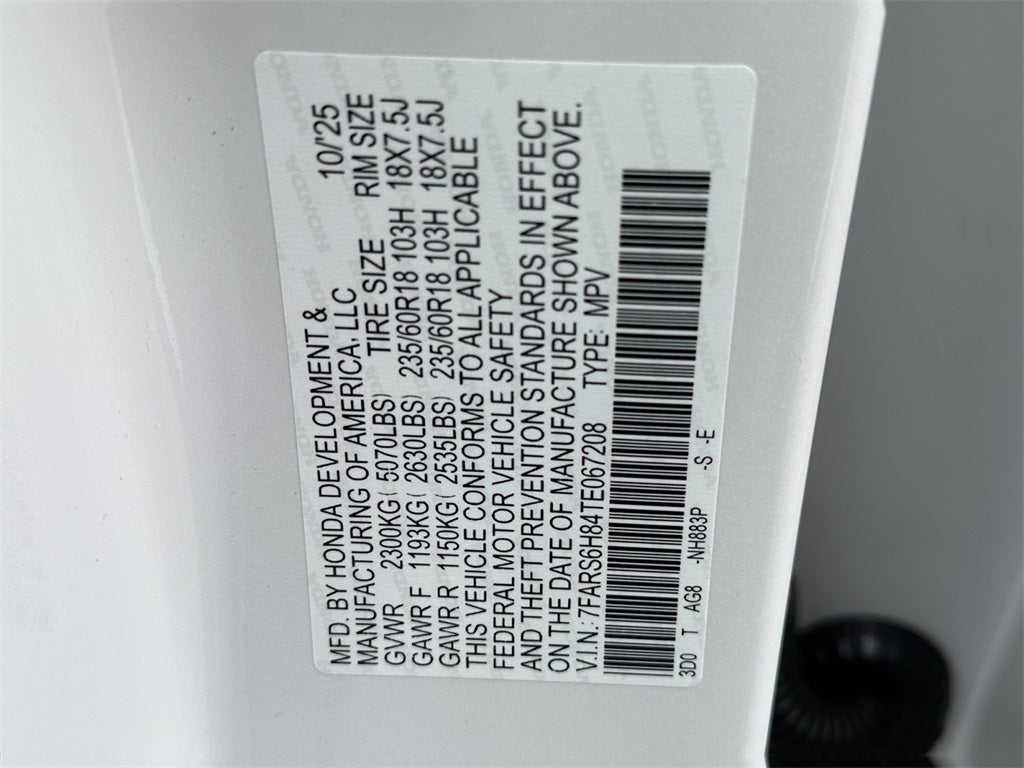 MFD. BY HONDA DEVELOPMENT & 10/'25
MANUFACTURING OF AMERICA, LLC
GVWR 2300KG( 5070LBS) TIRE SIZE RIM SIZE
GAWR F 1193KG( 2630LBS) 235/60R18 103H 18X7.5J
GAWR R 1150KG( 2535LBS) 235/60R18 103H 18X7.5J
THIS VEHICLE CONFORMS TO ALL APPLICABLE
FEDERAL MOTOR VEHICLE SAFETY
AND THEFT PREVENTION STANDARDS IN EFFECT
ON THE DATE OF MANUFACTURE SHOWN ABOVE.
V.I.N.: 7FARS6H84TE067208 TYPE: MPV
3D0 T AG8 -NH883P -S -E